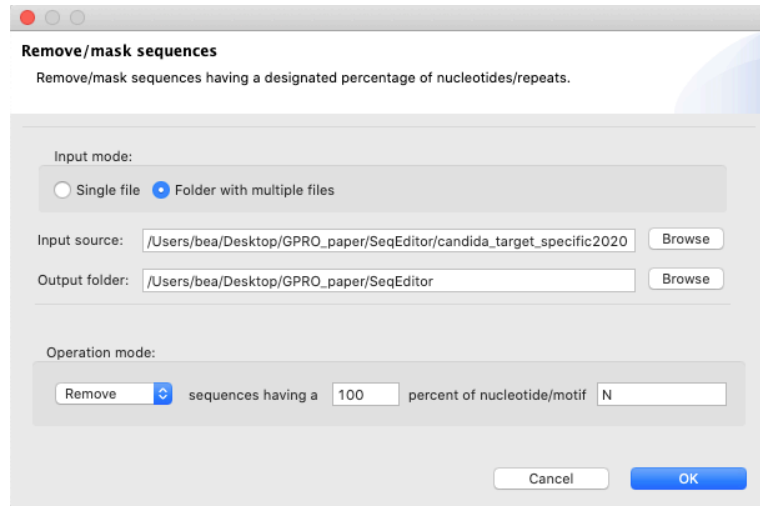 Remove/mask sequences
Remove/mask sequences having a designated percentage of nucleotides/repeats.
Input mode:
Single file Folder with multiple files
Input source: /Users/bea/Desktop/GPRO_paper/SeqEditor/candida_target_specific2020 Browse
Output folder: /Users/bea/Desktop/GPRO_paper/SeqEditor Browse
Operation mode:
Remove sequences having a 100 percent of nucleotide/motif N
Cancel OK